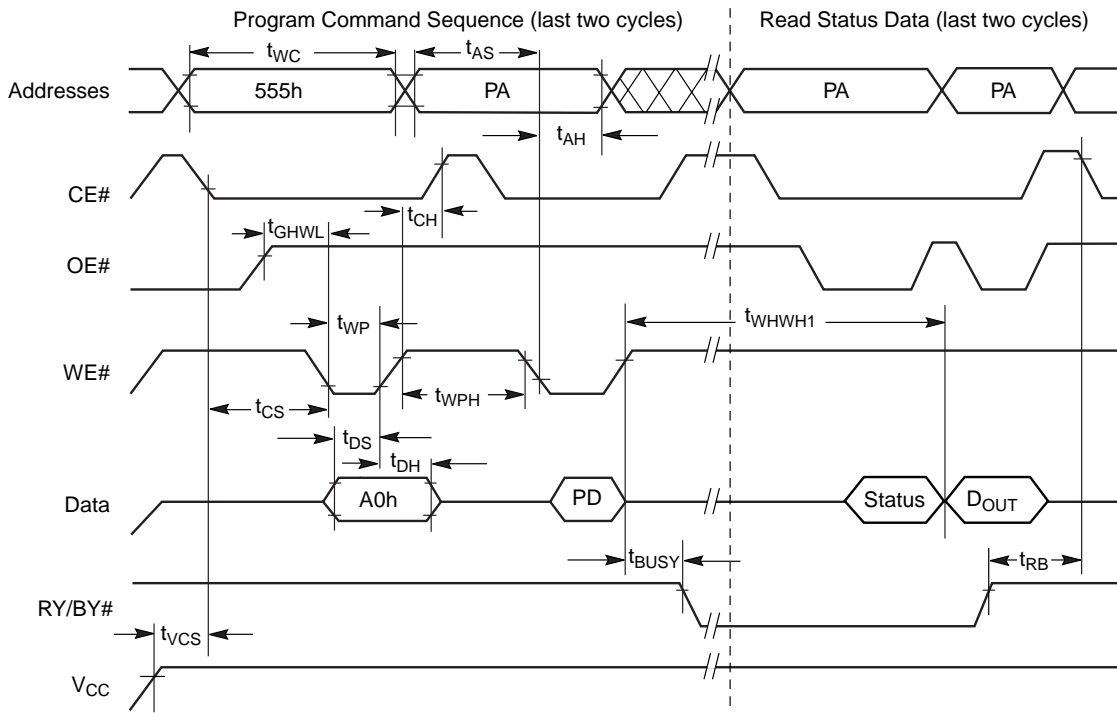 Program Command Sequence (last two cycles)
Read Status Data (last two cycles)
tWC
tAS
Addresses
555h
PA
PA
PA
tAH
CE#
tCH
tGHWL
OE#
tWHWH1
tWP
WE#
tWPH
tCS
tDS
tDH
Data
A0h
PD
Status
DOUT
tBUSY
tRB
RY/BY#
tVCS
VCC